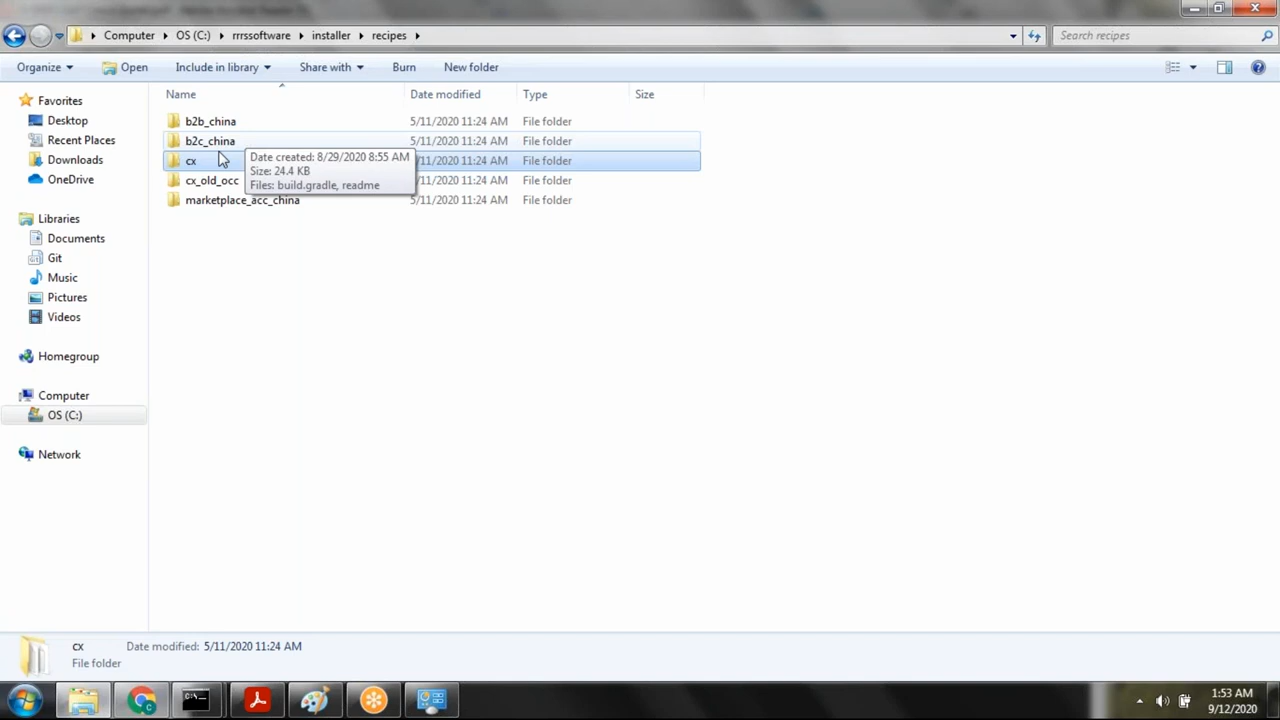 Computer OS (C:) rrrssoftware installer recipes Search recipes
Organize Open Include in library Share with Burn New folder
Name Date modified Type Size
Favorites
Desktop
Recent Places
Downloads
OneDrive
Libraries
Documents
Git
Music
Pictures
Videos
Homegroup
Computer
OS (C:)
Network
b2b_china 5/11/2020 11:24 AM File folder
b2c_china 5/11/2020 11:24 AM File folder
cx /11/2020 11:24 AM File folder
cx_old_occ /11/2020 11:24 AM File folder
marketplace_acc_china 5/11/2020 11:24 AM File folder
Date created: 8/29/2020 8:55 AM
Size: 24.4 KB
Files: build.gradle, readme
cx Date modified: 5/11/2020 11:24 AM
File folder
C:\
1:53 AM
9/12/2020